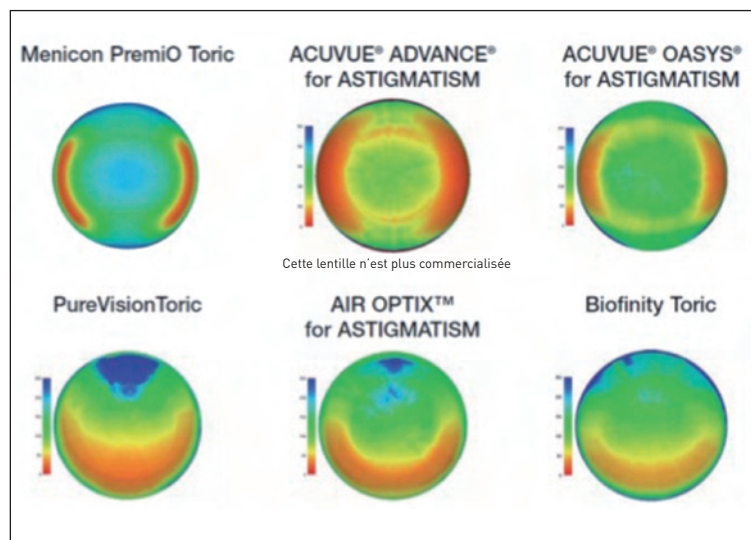 Menicon PremiO Toric
ACUVUE® ADVANCE®
for ASTIGMATISM
ACUVUE® OASYS®
for ASTIGMATISM
Cette lentille n'est plus commercialisée
PureVisionToric
AIR OPTIX™
for ASTIGMATISM
Biofinity Toric